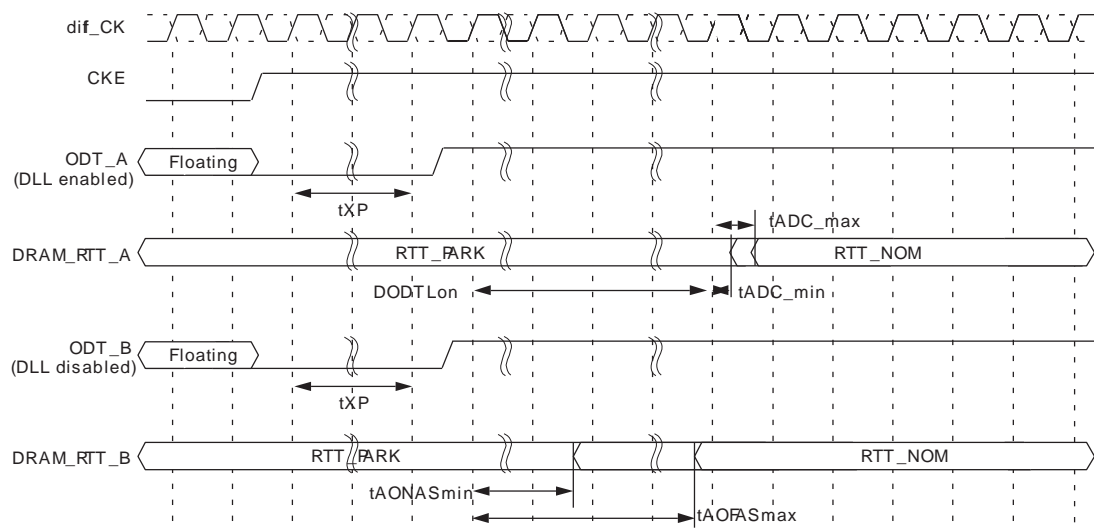 dif_CK
CKE
ODT_A
(DLL enabled)
Floating
tXP
tADC_max
DRAM_RTT_A
RTT_PARK
RTT_NOM
DODTLon
tADC_min
ODT_B
(DLL disabled)
Floating
tXP
DRAM_RTT_B
RTT_PARK
RTT_NOM
tAONASmin
tAOFASmax